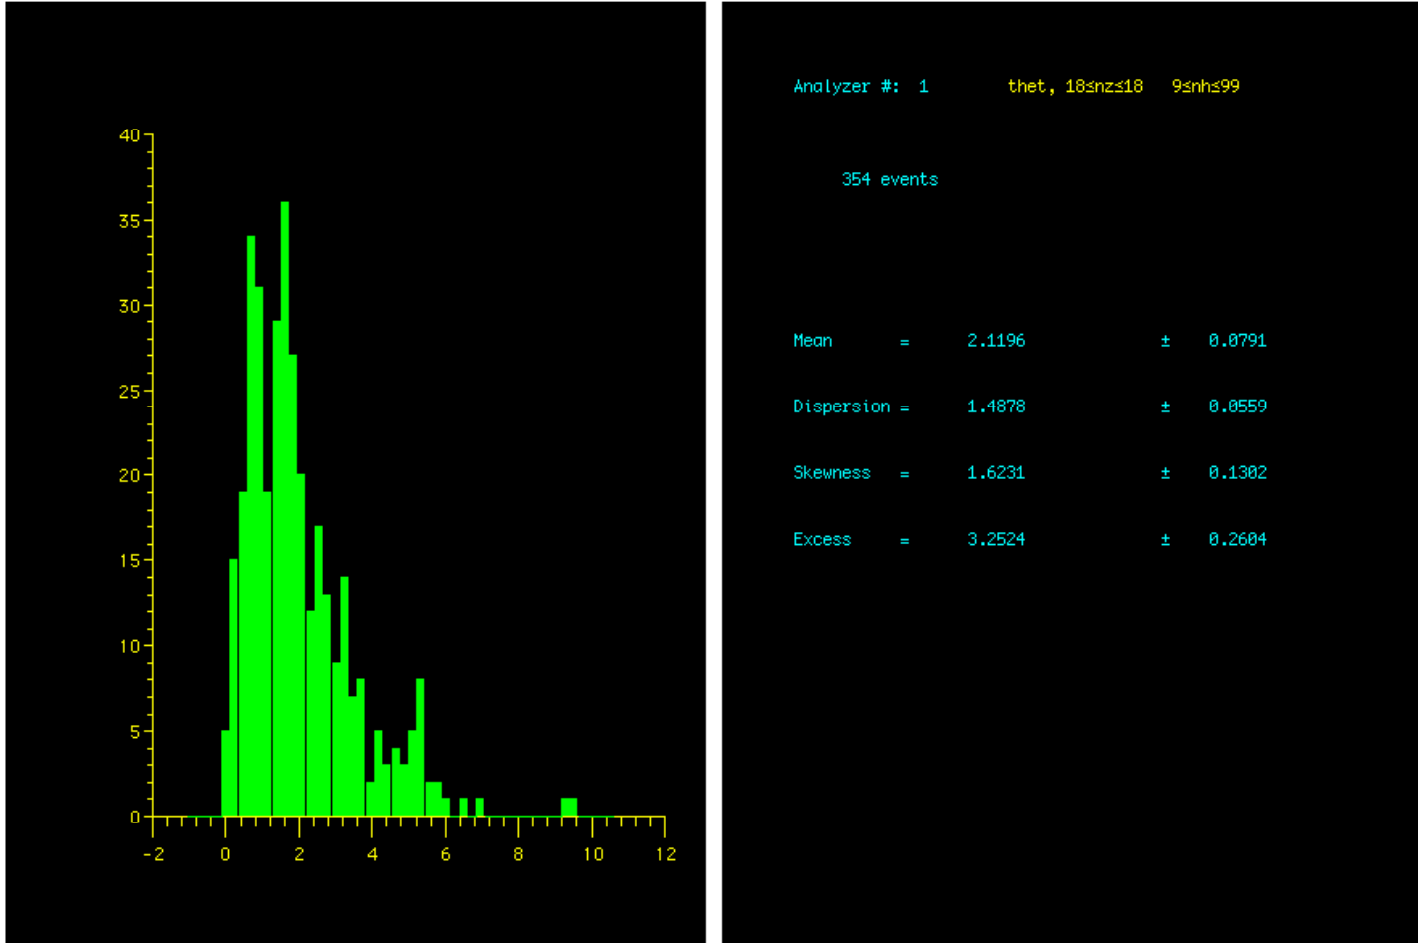 40
35
30
25
20
15
10
5
0
-2 0 2 4 6 8 10 12
Analyzer #: 1 thet, 18≤nz≤18 9≤nh≤99
354 events
Mean = 2.1196 ± 0.0791
Dispersion = 1.4878 ± 0.0559
Skewness = 1.6231 ± 0.1302
Excess = 3.2524 ± 0.2604